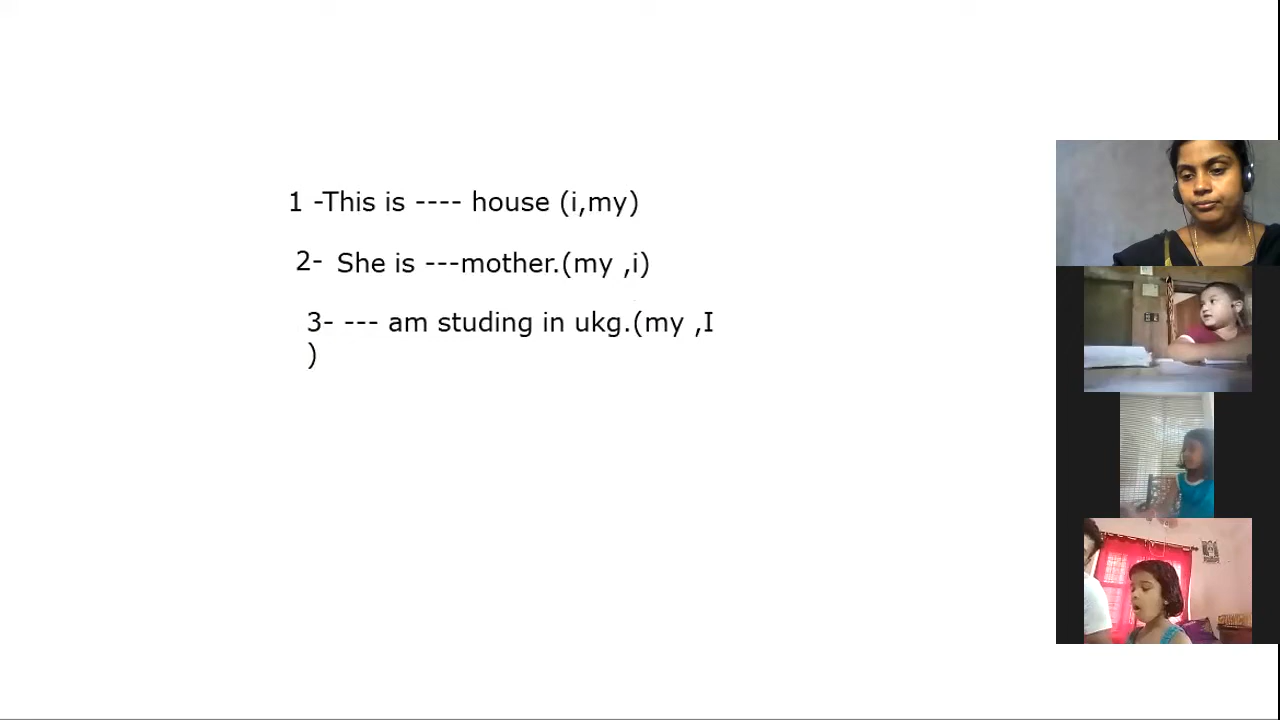 1 -This is ---- house (i,my)
2- She is ---mother.(my ,i)
3- --- am studing in ukg.(my ,I
)